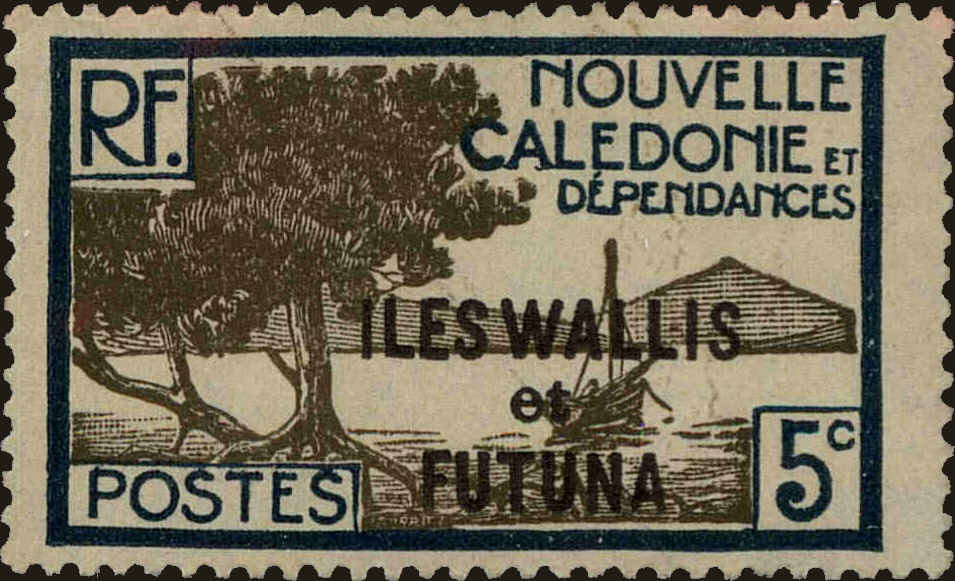 RF.
NOUVELLE
CALEDONIE ET
DÉPENDANCES
ILES WALLIS
et
FUTUNA
5c
POSTES